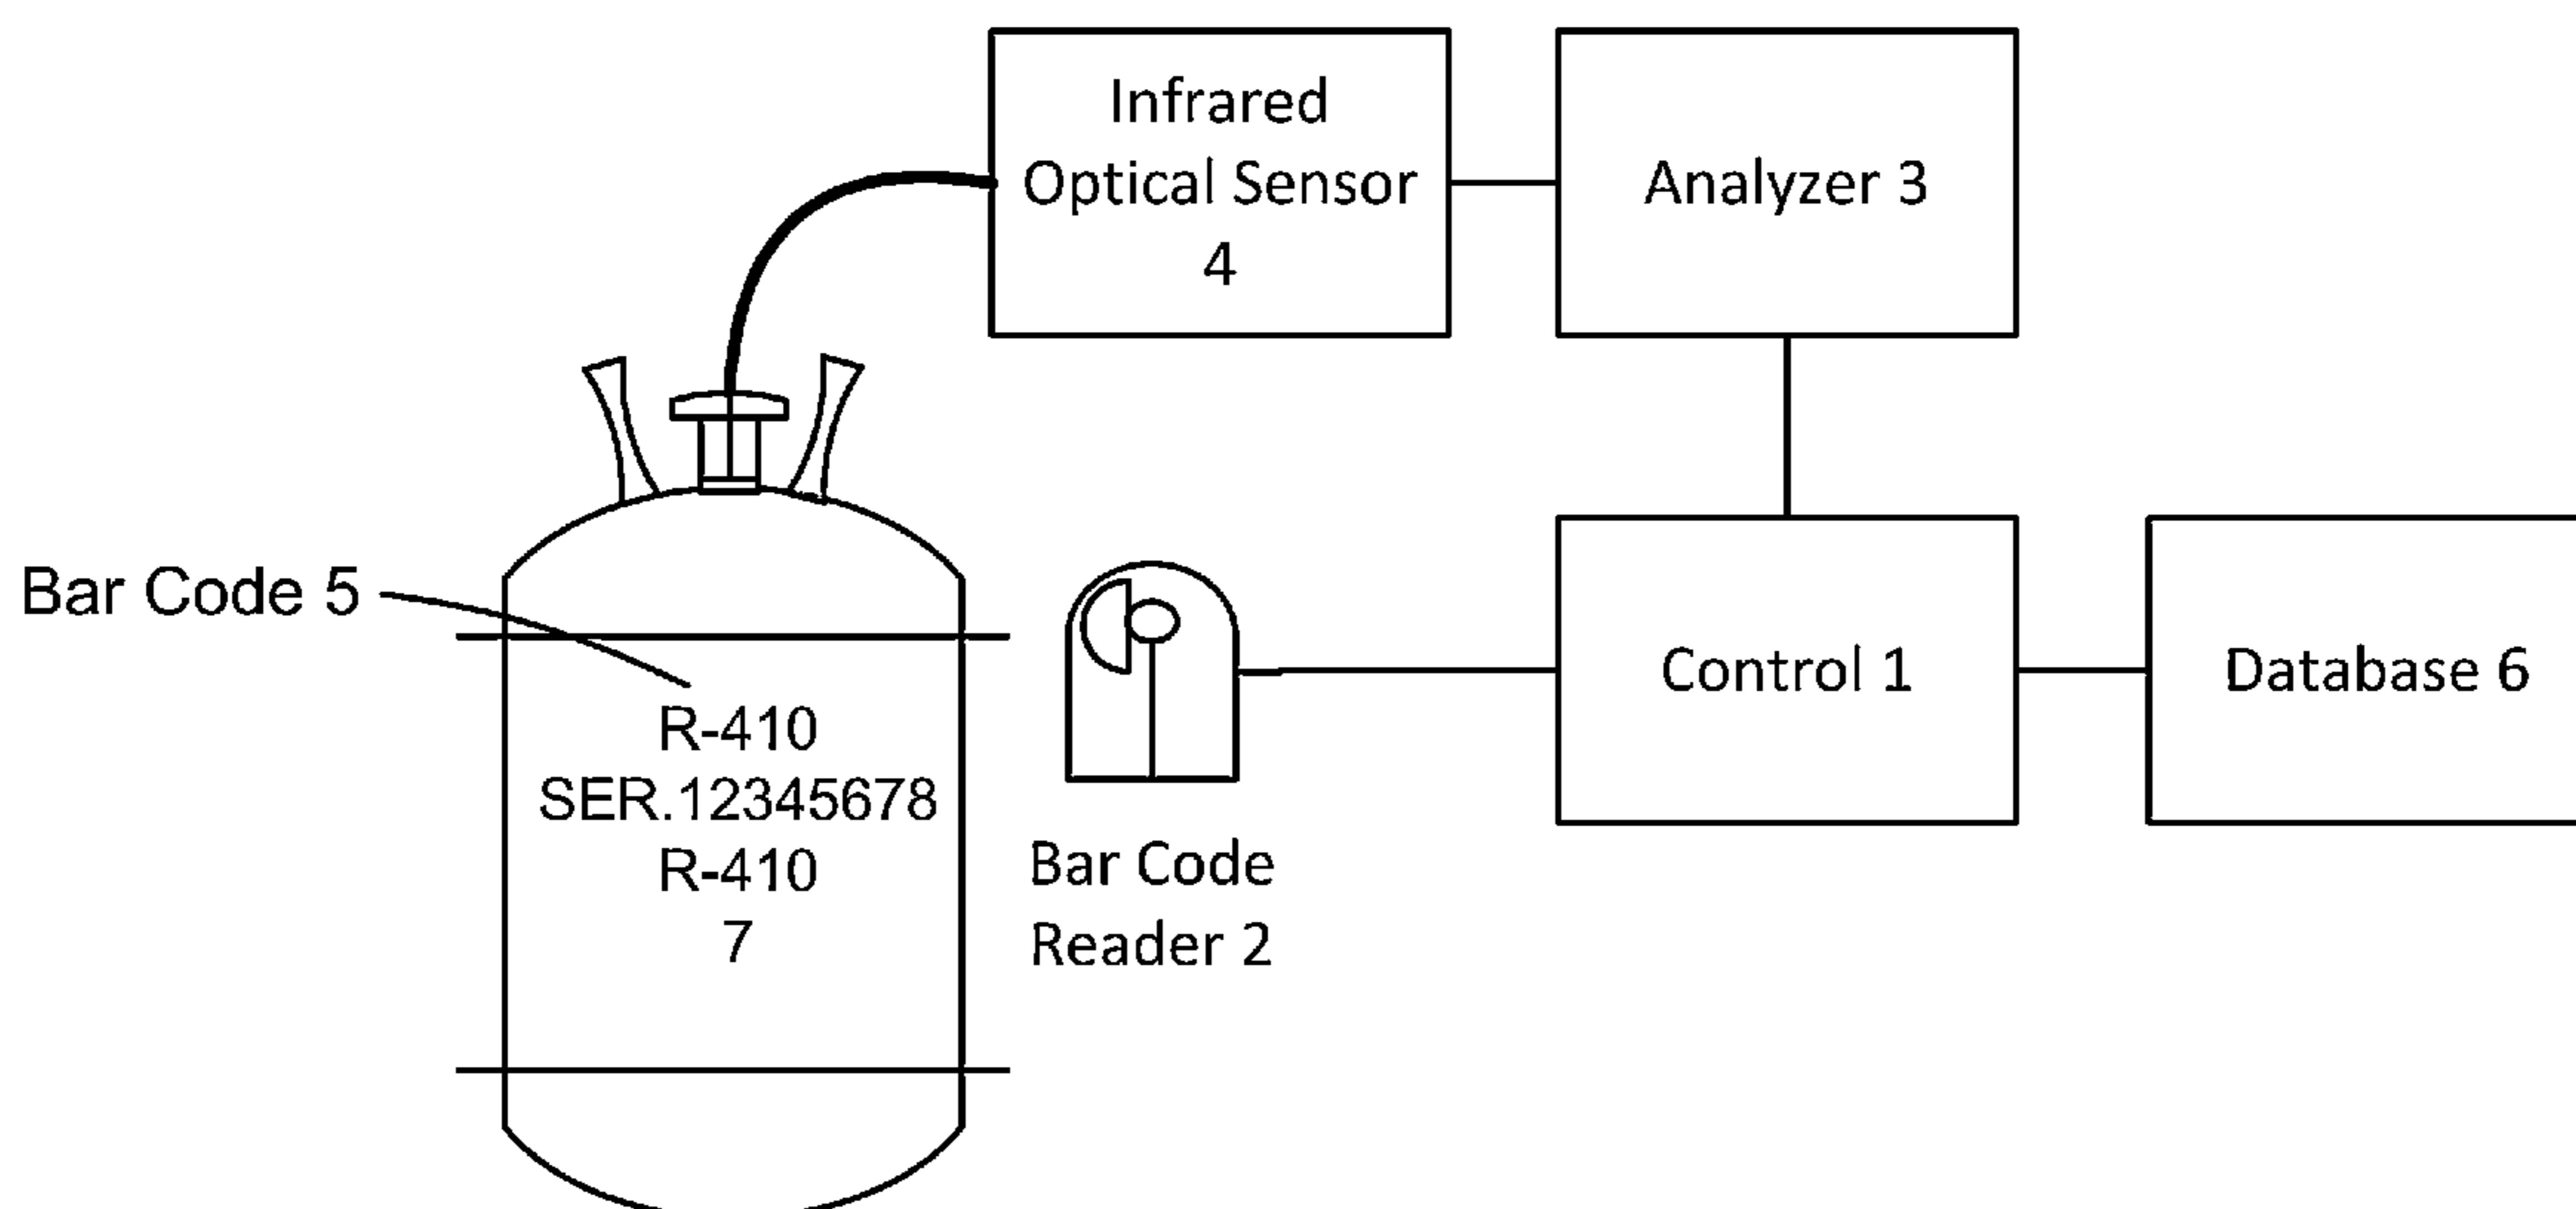 Infrared
Optical Sensor
4
Analyzer 3
Bar Code 5
R-410
SER.12345678
R-410
7
Bar Code
Reader 2
Control 1
Database 6